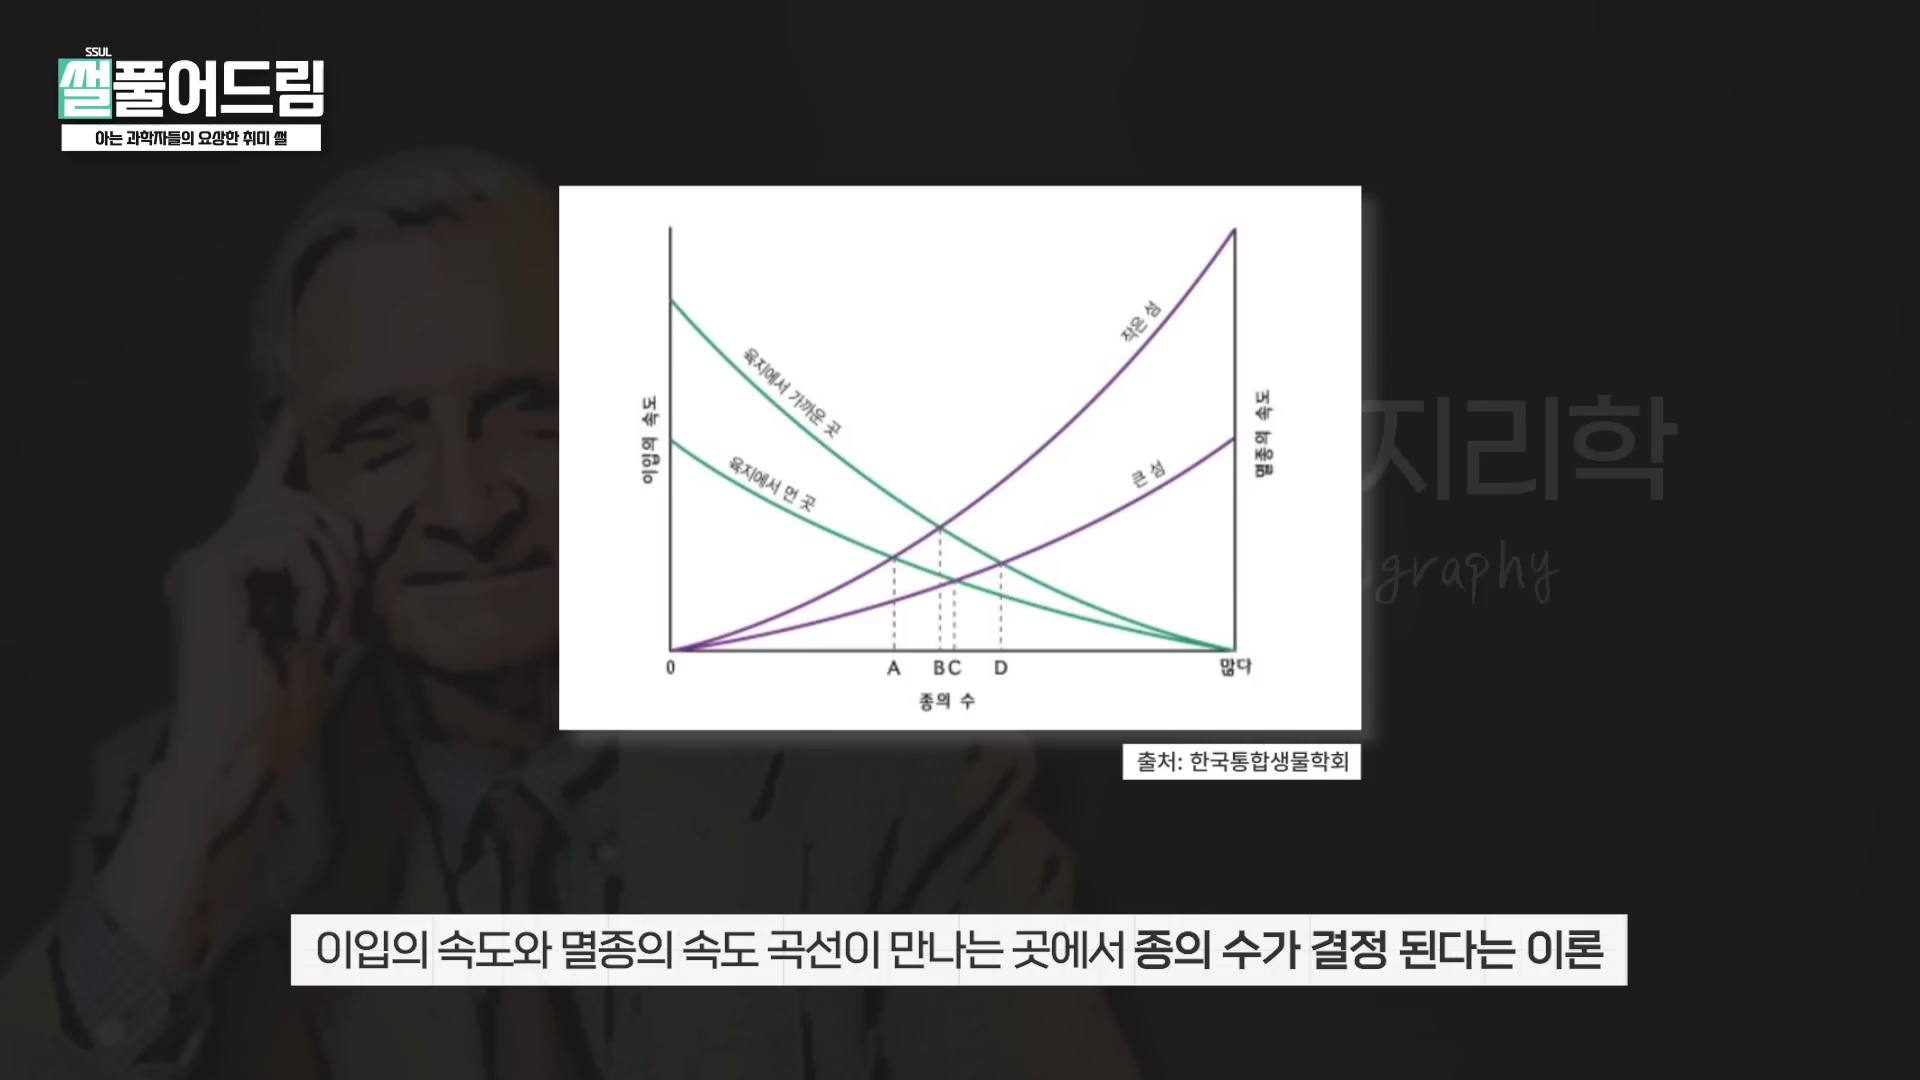 SSUL
썰풀어드림
아는 과학자들의 요상한 취미 썰
작은 섬
육지에서 가까운 곳
이입의 속도
멸종의 속도
육지에서 먼 곳
큰 섬
지리학
graphy
0
A
B
C
D
많다
종의 수
출처: 한국통합생물학회
이입의 속도와 멸종의 속도 곡선이 만나는 곳에서 종의 수가 결정 된다는 이론